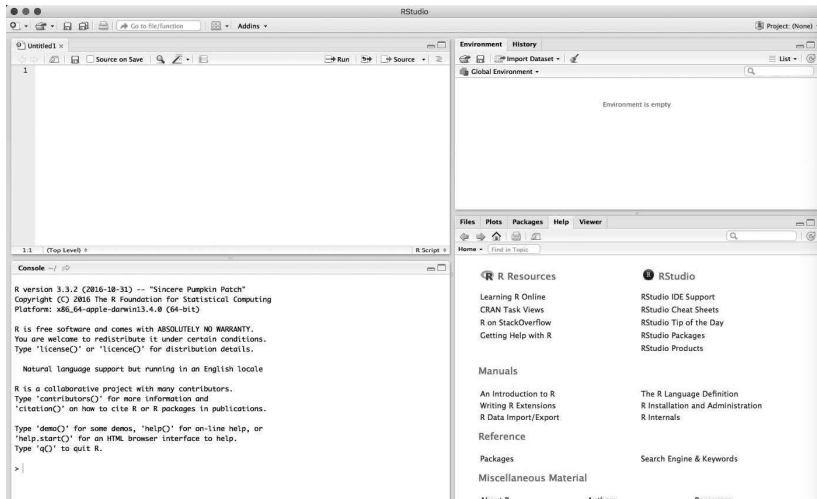 RStudio
Go to file/function Addins
Project: (None)
Untitled1 ×
Source on Save Run Source
1
1:1 (Top Level) R Script
Console ~/
R version 3.3.2 (2016-10-31) -- "Sincere Pumpkin Patch"
Copyright (C) 2016 The R Foundation for Statistical Computing
Platform: x86_64-apple-darwin13.4.0 (64-bit)
R is free software and comes with ABSOLUTELY NO WARRANTY.
You are welcome to redistribute it under certain conditions.
Type 'license()' or 'licence()' for distribution details.
Natural language support but running in an English locale
R is a collaborative project with many contributors.
Type 'contributors()' for more information and
'citation()' on how to cite R or R packages in publications.
Type 'demo()' for some demos, 'help()' for on-line help, or
'help.start()' for an HTML browser interface to help.
Type 'q()' to quit R.
>
Environment History
Import Dataset List
Global Environment
Environment is empty
Files Plots Packages Help Viewer
Home Find in Topic
R Resources RStudio
Learning R Online RStudio IDE Support
CRAN Task Views RStudio Cheat Sheets
R on StackOverflow RStudio Tip of the Day
Getting Help with R RStudio Packages
RStudio Products
Manuals
An Introduction to R The R Language Definition
Writing R Extensions R Installation and Administration
R Data Import/Export R Internals
Reference
Packages Search Engine & Keywords
Miscellaneous Material